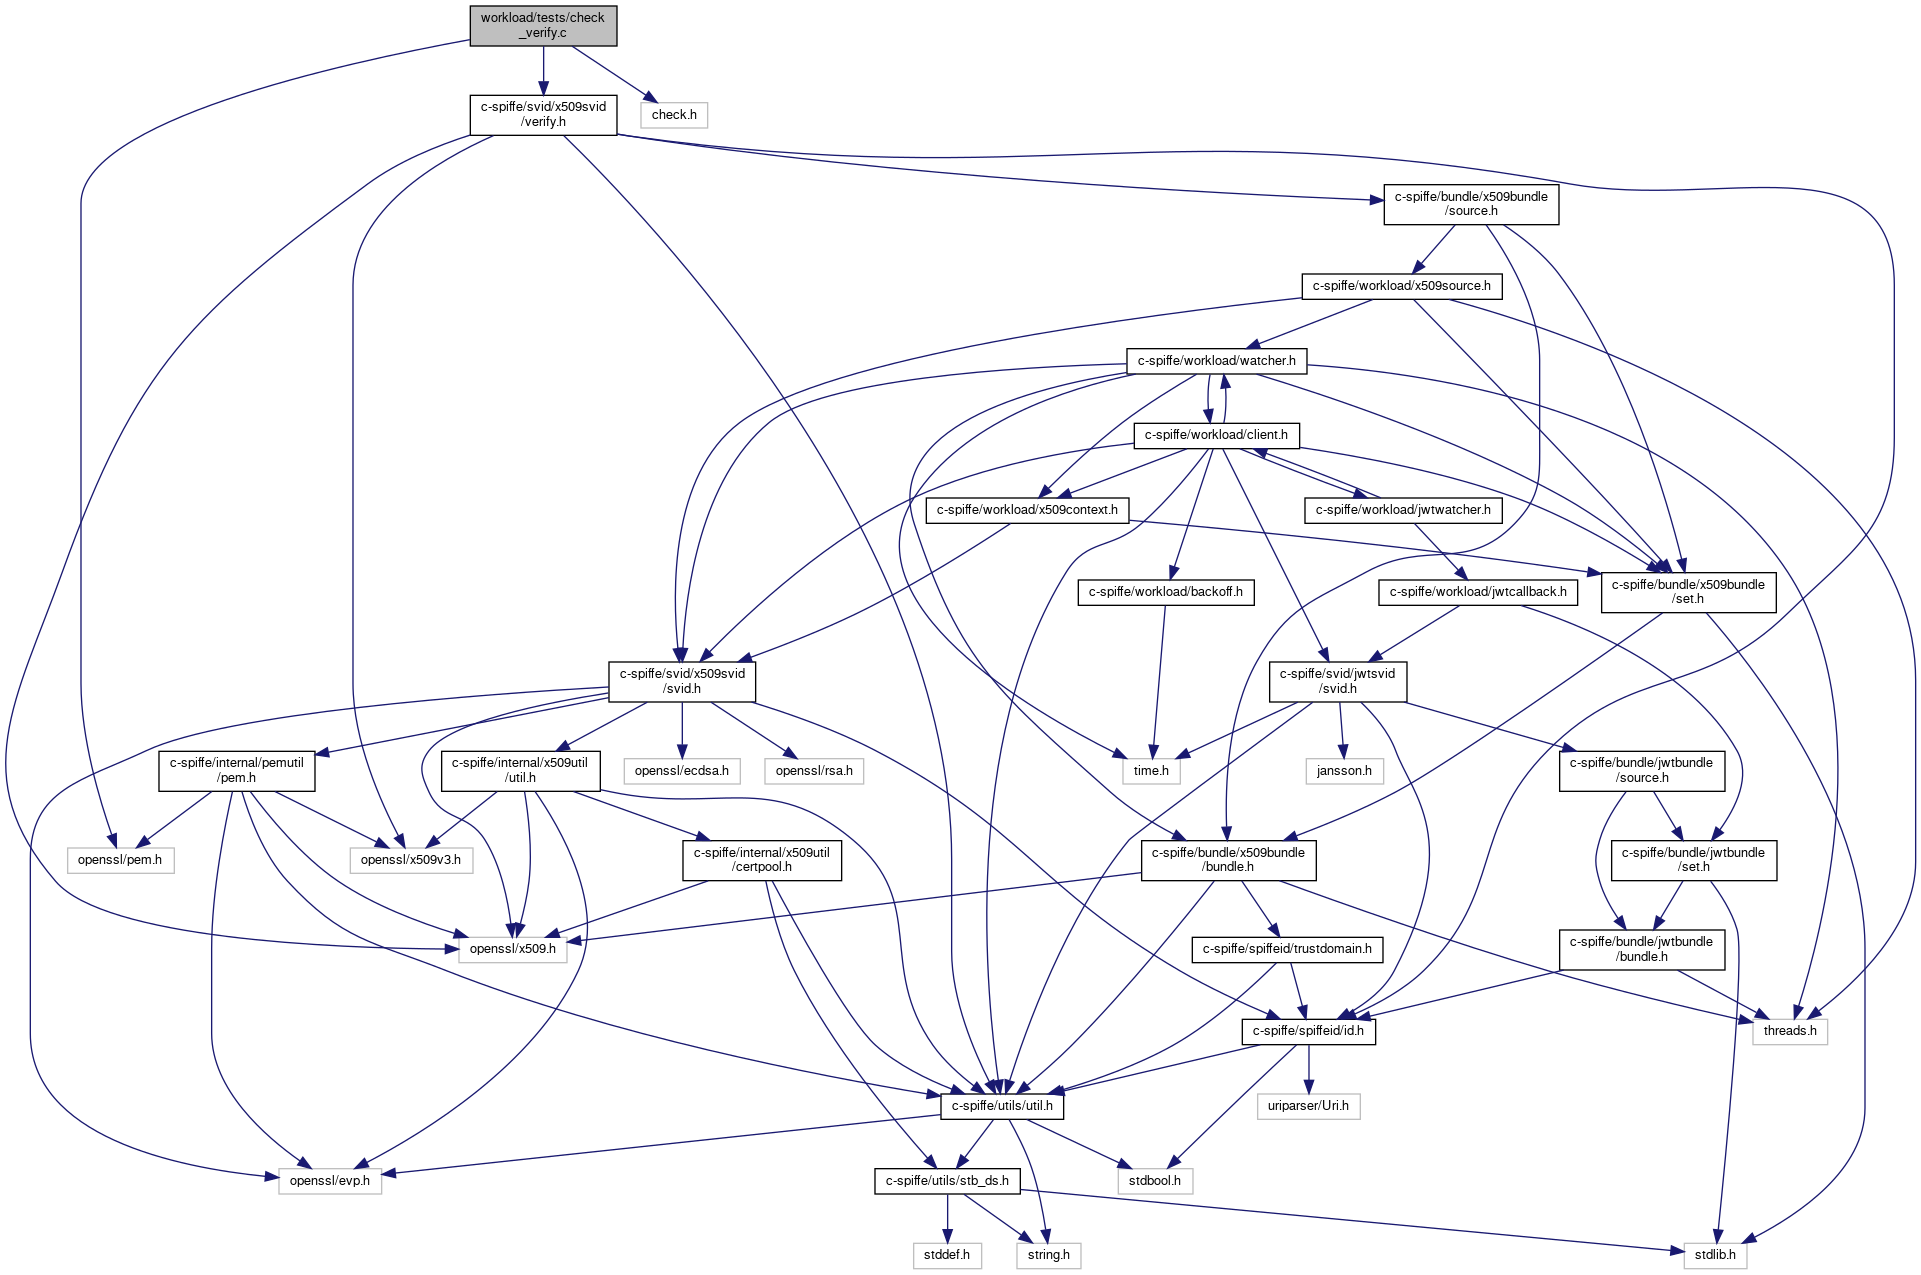 workload/tests/check
_verify.c
c-spiffe/svid/x509svid
/verify.h
check.h
c-spiffe/bundle/x509bundle
/source.h
c-spiffe/workload/x509source.h
c-spiffe/workload/watcher.h
c-spiffe/workload/client.h
c-spiffe/workload/x509context.h
c-spiffe/workload/jwtwatcher.h
c-spiffe/workload/backoff.h
c-spiffe/workload/jwtcallback.h
c-spiffe/bundle/x509bundle
/set.h
c-spiffe/svid/x509svid
/svid.h
c-spiffe/svid/jwtsvid
/svid.h
c-spiffe/internal/pemutil
/pem.h
c-spiffe/internal/x509util
/util.h
openssl/ecdsa.h
openssl/rsa.h
time.h
jansson.h
c-spiffe/bundle/jwtbundle
/source.h
openssl/pem.h
openssl/x509v3.h
c-spiffe/internal/x509util
/certpool.h
c-spiffe/bundle/x509bundle
/bundle.h
c-spiffe/bundle/jwtbundle
/set.h
openssl/x509.h
c-spiffe/spiffeid/trustdomain.h
c-spiffe/bundle/jwtbundle
/bundle.h
c-spiffe/spiffeid/id.h
threads.h
c-spiffe/utils/util.h
uriparser/Uri.h
openssl/evp.h
c-spiffe/utils/stb_ds.h
stdbool.h
stddef.h
string.h
stdlib.h